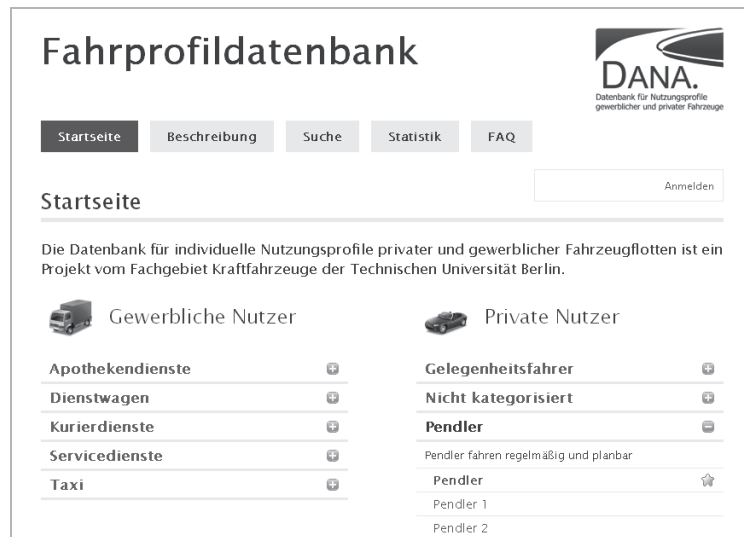 Fahrprofildatenbank
DANA.
Datenbank für Nutzungsprofile
gewerblicher und privater Fahrzeuge
Startseite
Beschreibung
Suche
Statistik
FAQ
Anmelden
Startseite
Die Datenbank für individuelle Nutzungsprofile privater und gewerblicher Fahrzeugflotten ist ein
Projekt vom Fachgebiet Kraftfahrzeuge der Technischen Universität Berlin.
Gewerbliche Nutzer
Apothekendienste
Dienstwagen
Kurierdienste
Servicedienste
Taxi
Private Nutzer
Gelegenheitsfahrer
Nicht kategorisiert
Pendler
Pendler fahren regelmäßig und planbar
Pendler
Pendler 1
Pendler 2